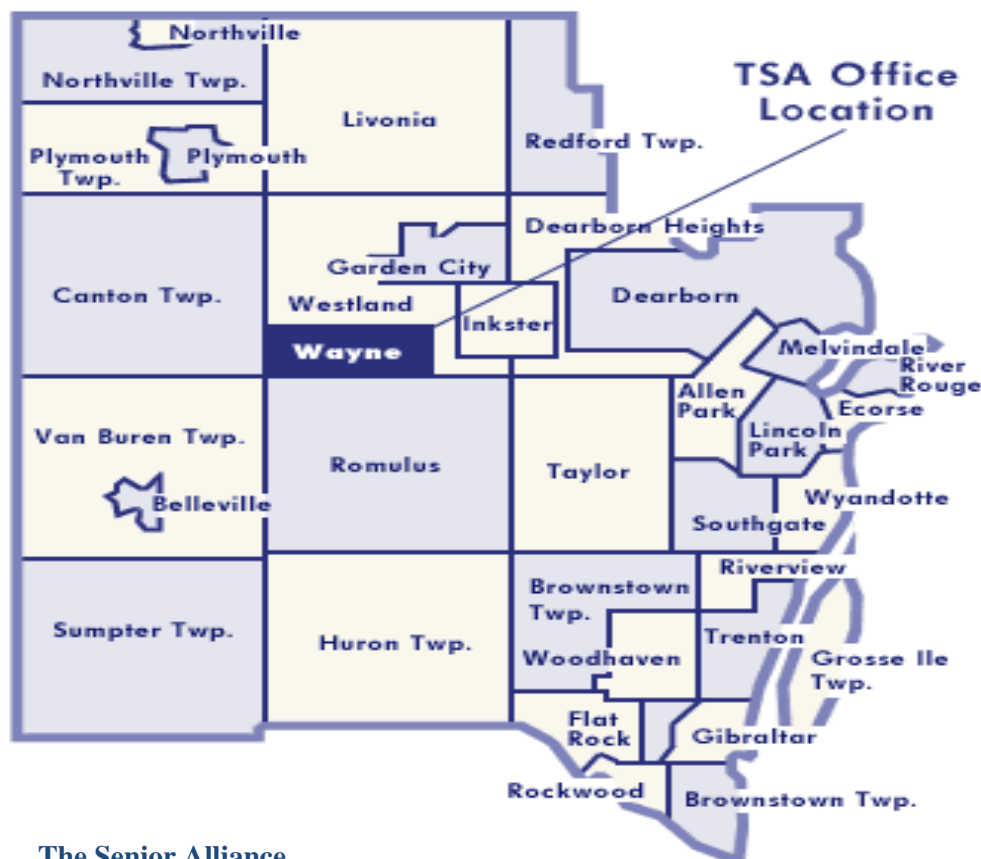 Northville
Northville Twp.
TSA Office
Location
Livonia
Redford Twp.
Plymouth
Twp.
Plymouth
Dearborn Heights
Garden City
Canton Twp.
Westland
Dearborn
Inkster
Wayne
Melvindale
River
Rouge
Allen
Park
Ecorse
Lincoln
Park
Van Buren Twp.
Romulus
Taylor
Belleville
Wyandotte
Southgate
Riverview
Brownstown
Twp.
Sumpter Twp.
Huron Twp.
Trenton
Woodhaven
Grosse Ile
Twp.
Flat
Rock
Gibraltar
Rockwood
Brownstown Twp.
The Senior Alliance